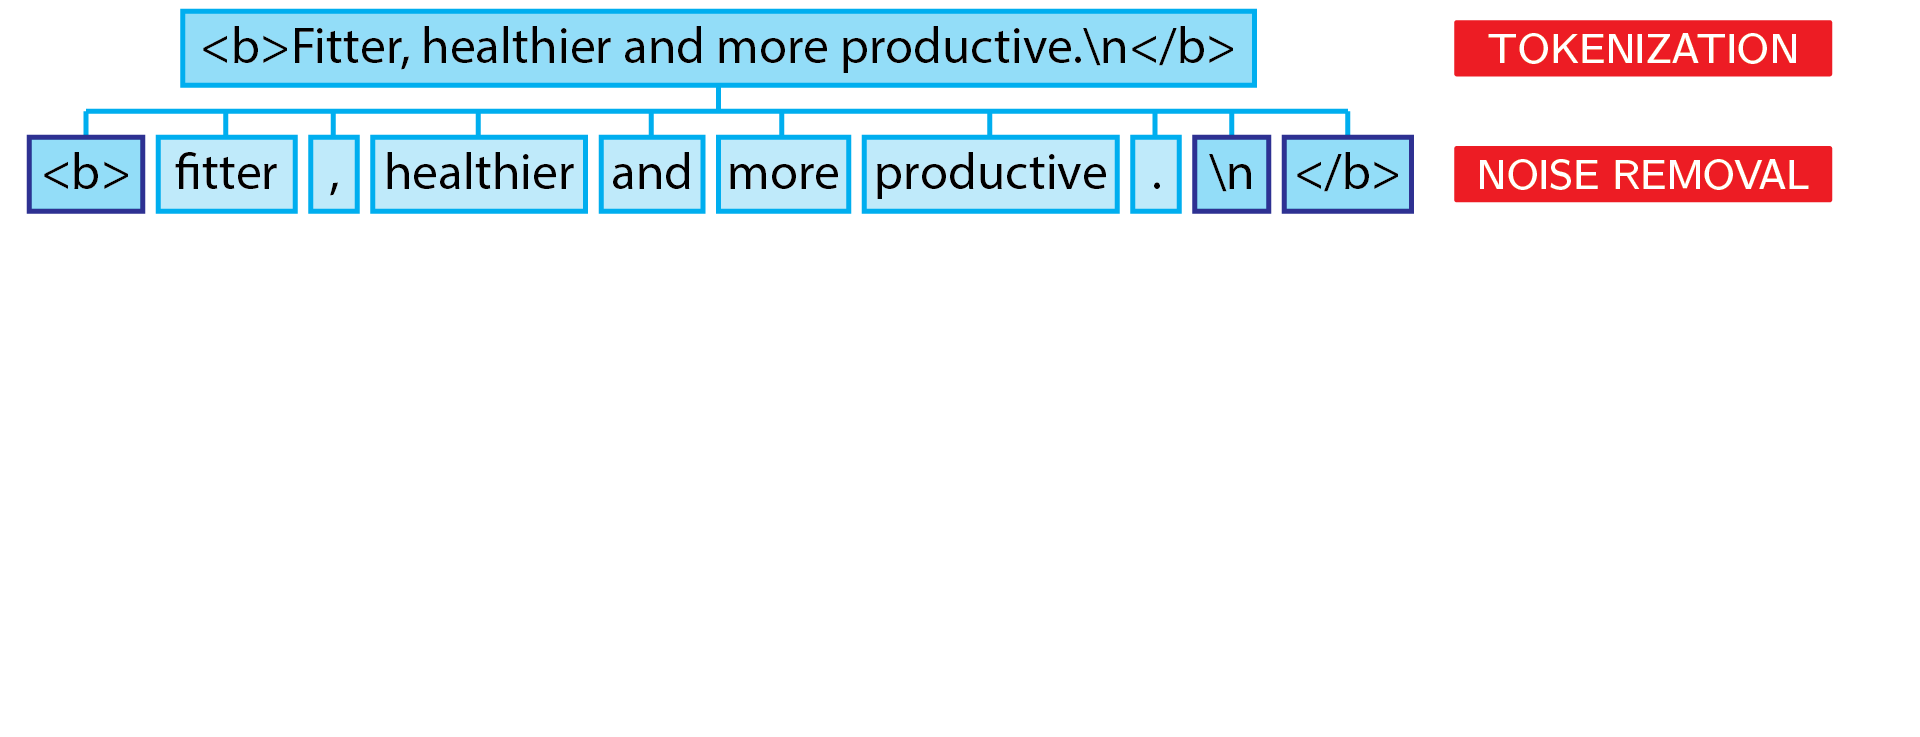 <b>Fitter, healthier and more productive.\n</b> TOKENIZATION
<b> fitter , healthier and more productive . \n </b> NOISE REMOVAL